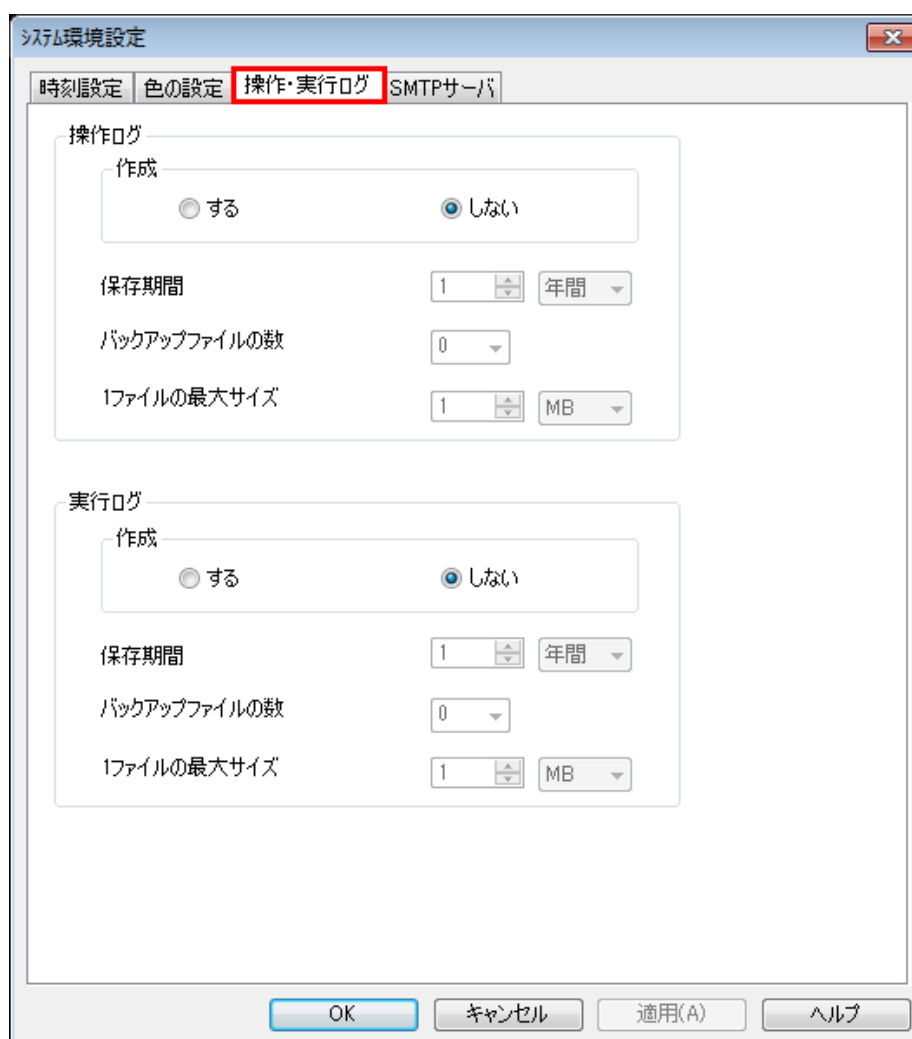 ｼｽﾃﾑ環境設定
時刻設定 色の設定 操作・実行ログ SMTPサーバ
操作ログ
作成
する しない
保存期間 1 年間
バックアップファイルの数 0
1ファイルの最大サイズ 1 MB
実行ログ
作成
する しない
保存期間 1 年間
バックアップファイルの数 0
1ファイルの最大サイズ 1 MB
OK キャンセル 適用(A) ヘルプ